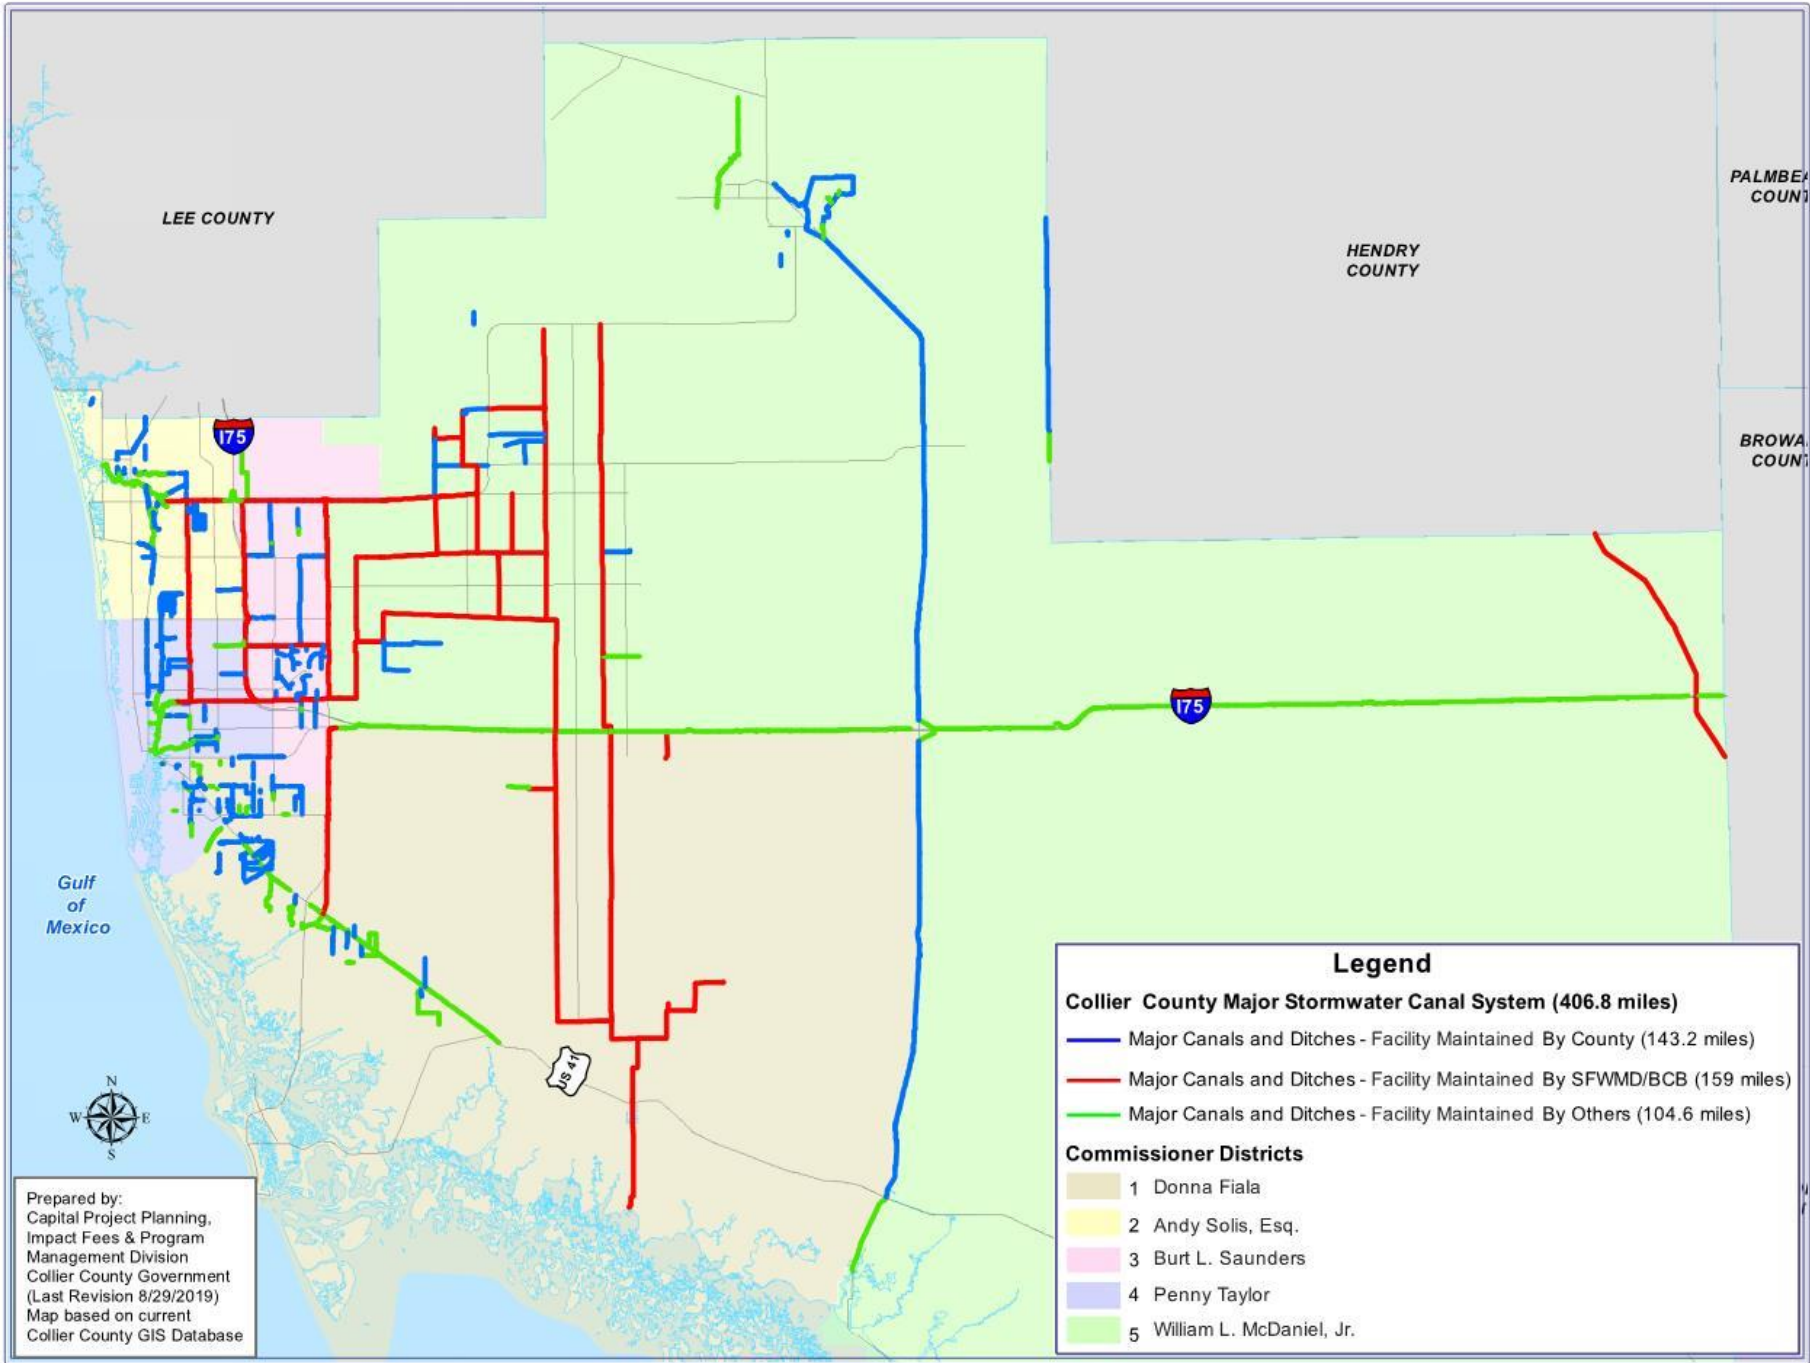 LEE COUNTY
PALMBEA
COUNT
HENDRY
COUNTY
I75
BROWA
COUNT
I75
Gulf
of
Mexico
US 41
N
W E
S
Prepared by:
Capital Project Planning,
Impact Fees & Program
Management Division
Collier County Government
(Last Revision 8/29/2019)
Map based on current
Collier County GIS Database
Legend
Collier County Major Stormwater Canal System (406.8 miles)
Major Canals and Ditches - Facility Maintained By County (143.2 miles)
Major Canals and Ditches - Facility Maintained By SFWMD/BCB (159 miles)
Major Canals and Ditches - Facility Maintained By Others (104.6 miles)
Commissioner Districts
1 Donna Fiala
2 Andy Solis, Esq.
3 Burt L. Saunders
4 Penny Taylor
5 William L. McDaniel, Jr.